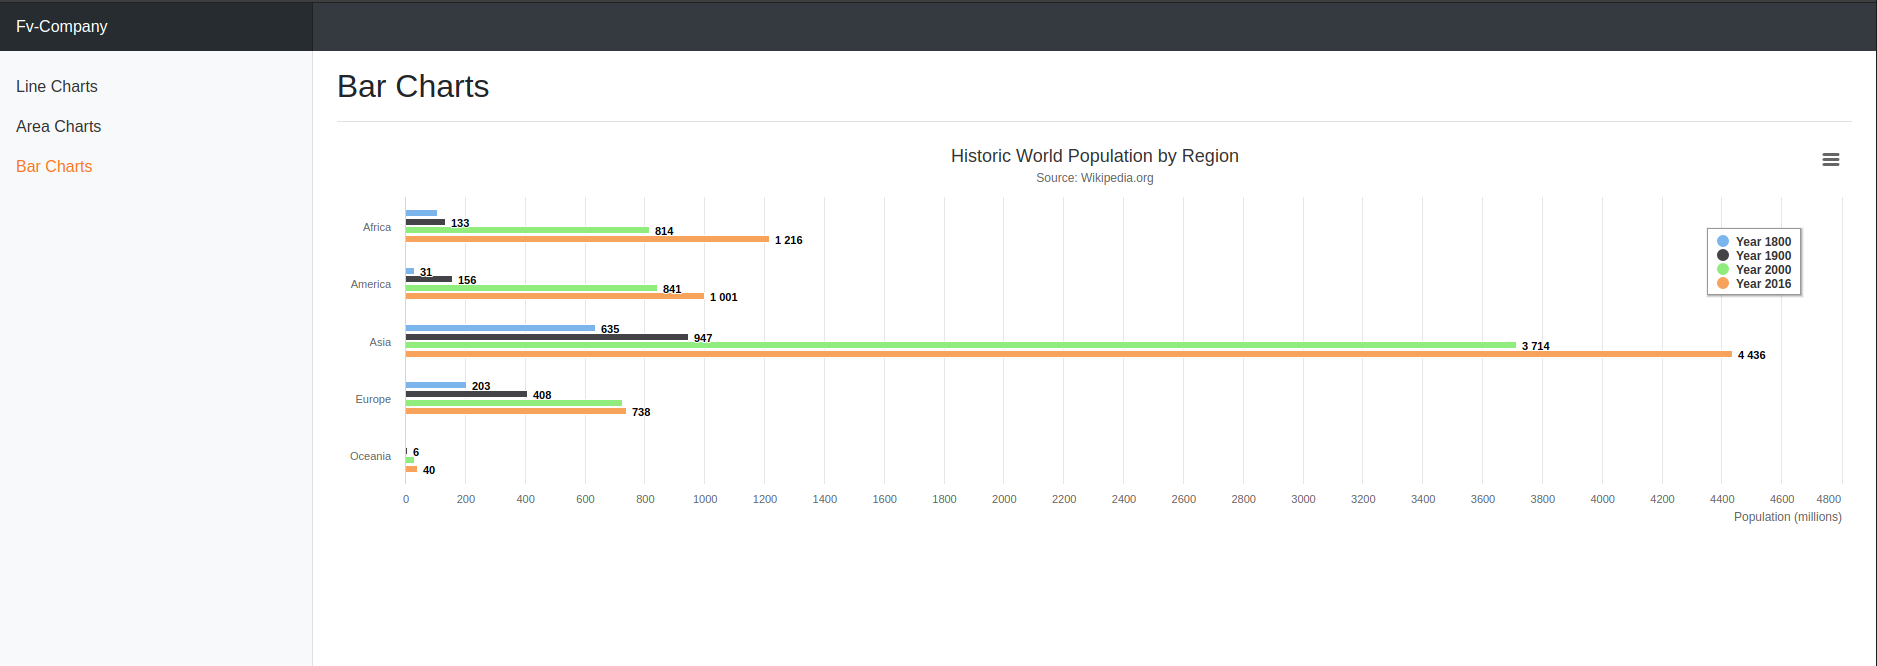 Fv-Company
Line Charts
Area Charts
Bar Charts
Bar Charts
Historic World Population by Region
Source: Wikipedia.org
Africa
133
814
1 216
America
31
156
841
1 001
Asia
635
947
3 714
4 436
Europe
203
408
738
Oceania
6
40
Year 1800
Year 1900
Year 2000
Year 2016
0 200 400 600 800 1000 1200 1400 1600 1800 2000 2200 2400 2600 2800 3000 3200 3400 3600 3800 4000 4200 4400 4600 4800
Population (millions)